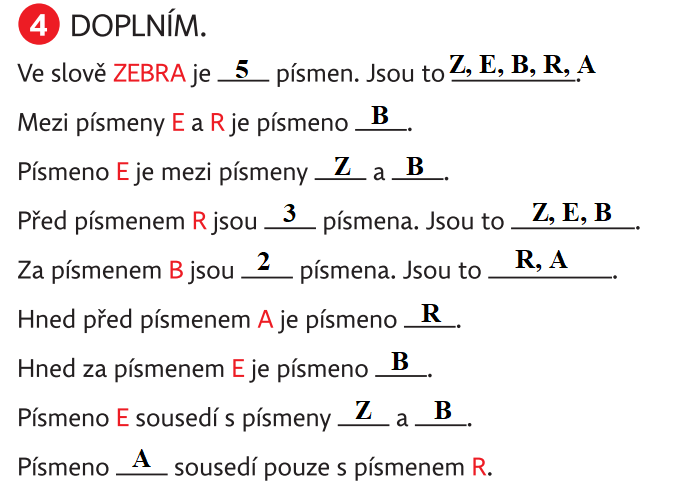 4 DOPLNÍM.
Ve slově ZEBRA je 5 písmen. Jsou to Z, E, B, R, A.
Mezi písmeny E a R je písmeno B.
Písmeno E je mezi písmeny Z a B.
Před písmenem R jsou 3 písmena. Jsou to Z, E, B.
Za písmenem B jsou 2 písmena. Jsou to R, A.
Hned před písmenem A je písmeno R.
Hned za písmenem E je písmeno B.
Písmeno E sousedí s písmeny Z a B.
Písmeno A sousedí pouze s písmenem R.